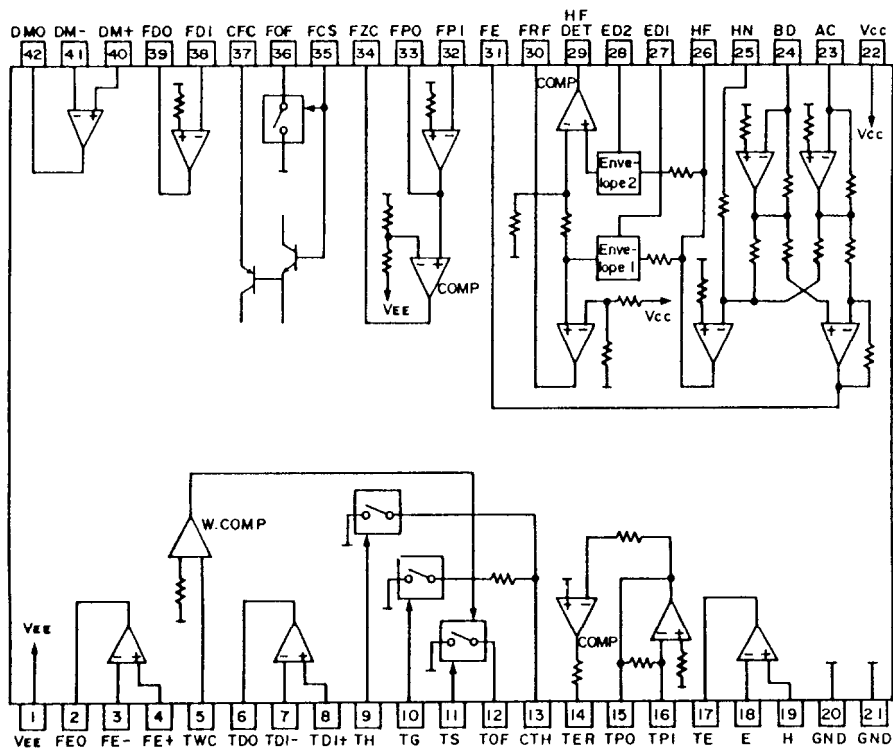 DMO DM- DM+ FDO FDI CFC FOF FCS FZC FPO FPI FE FRF HF DET ED2 EDI HF HN BD AC Vcc
42 41 40 39 38 37 36 35 34 33 32 31 30 29 28 27 26 25 24 23 22
COMP
- +
+ -
+ -
+ -
- +
+ -
+ -
Vcc
Enve-
lope2
Enve-
lope1
- +
COMP
VEE
Vcc
+ -
+ -
+ -
W.COMP
VEE
+ -
- +
- +
COMP
- +
- +
1 2 3 4 5 6 7 8 9 10 11 12 13 14 15 16 17 18 19 20 21
VEE FEO FE- FE+ TWC TDO TDI- TDI+ TH TG TS TOF CTH TER TPO TPI TE E H GND GND